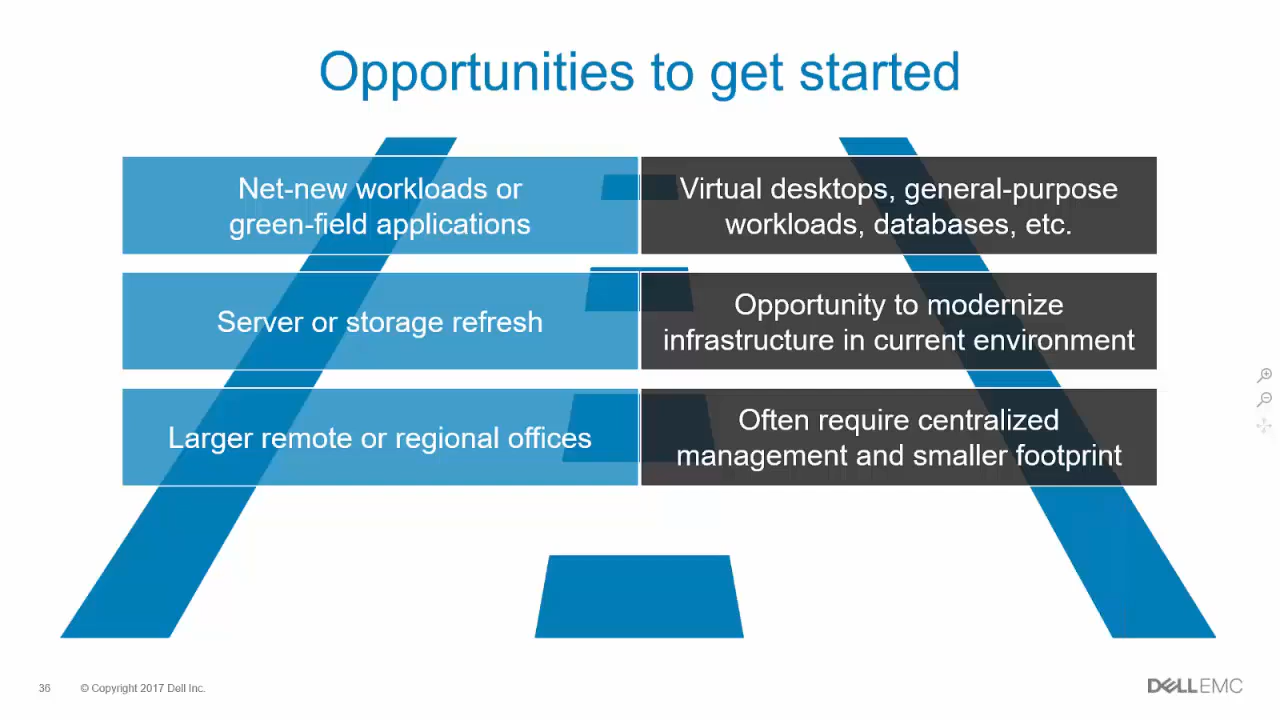 Opportunities to get started
Net-new workloads or
green-field applications
Virtual desktops, general-purpose
workloads, databases, etc.
Server or storage refresh
Opportunity to modernize
infrastructure in current environment
Larger remote or regional offices
Often require centralized
management and smaller footprint
36
© Copyright 2017 Dell Inc.
DELLEMC